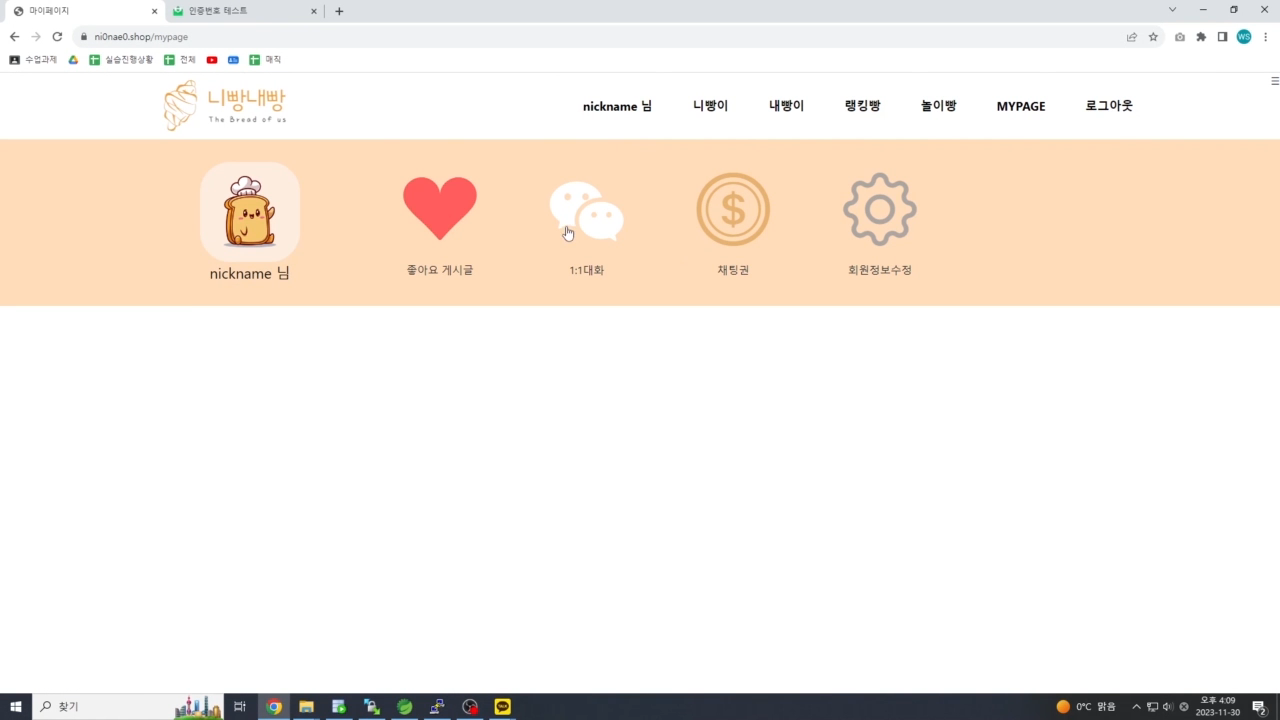 마이페이지
인증번호 테스트
ni0nae0.shop/mypage
WS
수업과제
실습진행상황
전체
매직
니빵내빵
The Bread of us
nickname 님
니빵이
내빵이
랭킹빵
놀이빵
MYPAGE
로그아웃
$
nickname 님
좋아요 게시글
1:1대화
채팅권
회원정보수정
찾기
0°C 맑음
오후 4:09
2023-11-30
2